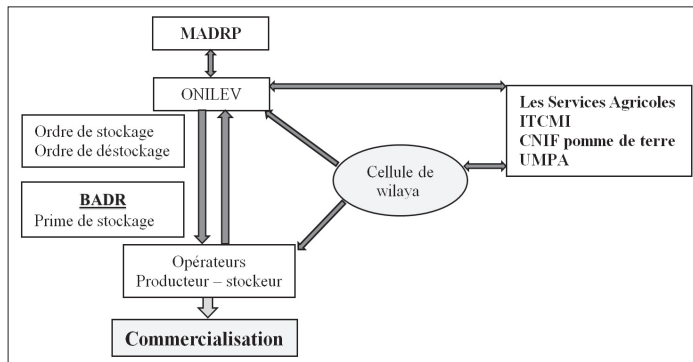 MADRP
ONILEV
Ordre de stockage
Ordre de déstockage
BADR
Prime de stockage
Les Services Agricoles
ITCMI
CNIF pomme de terre
UMPA
Cellule de
wilaya
Opérateurs
Producteur – stockeur
Commercialisation